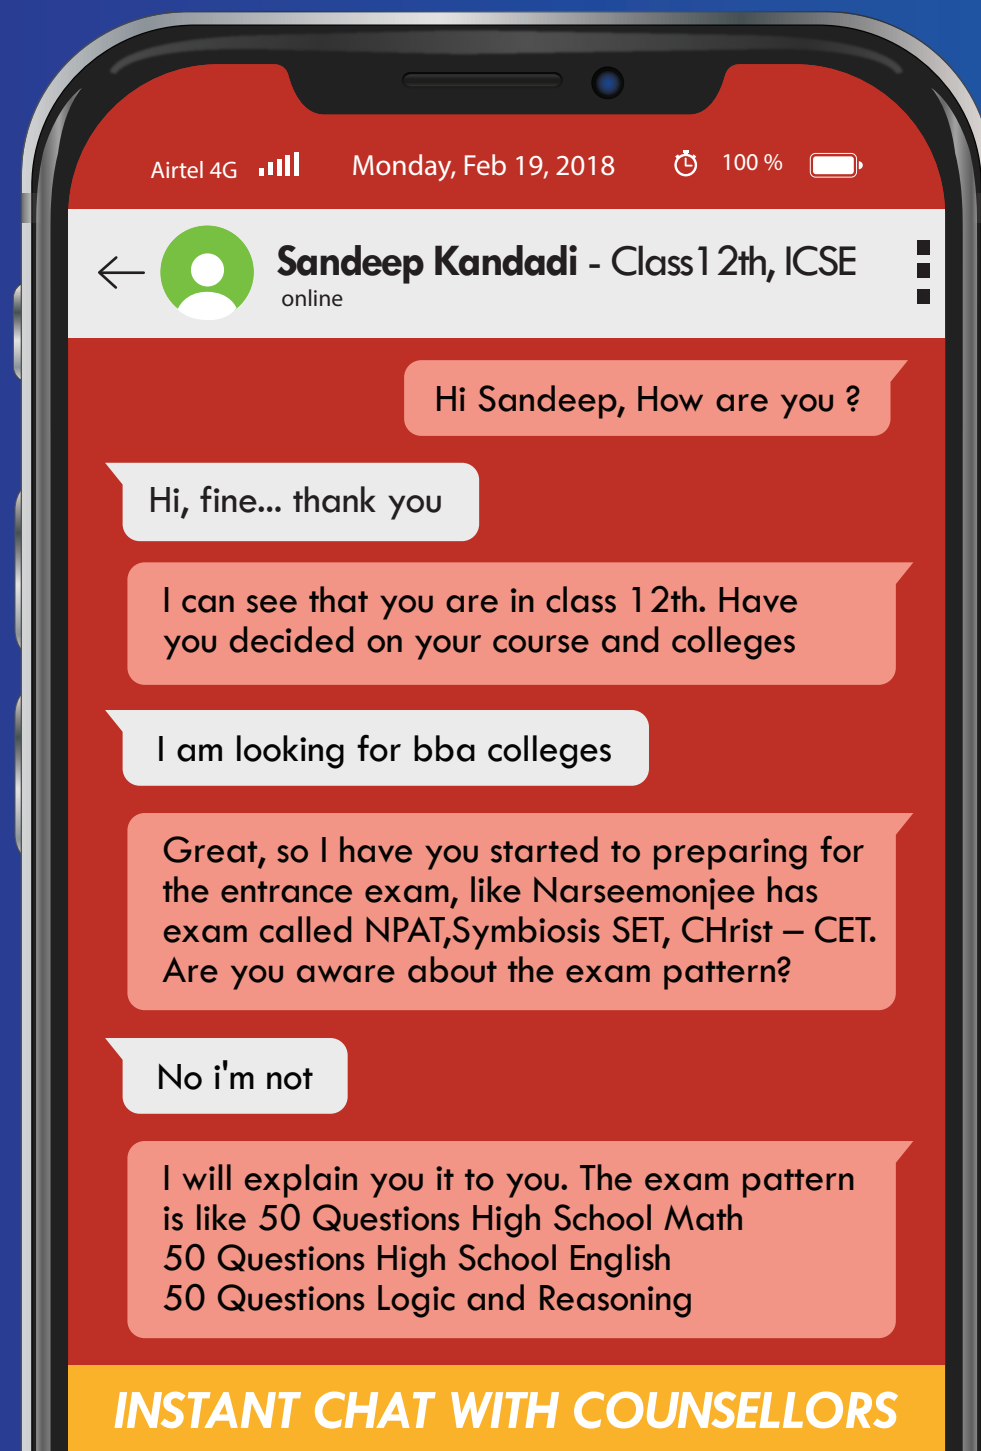 Airtel 4G Monday, Feb 19, 2018 100 %
Sandeep Kandadi - Class12th, ICSE
online
Hi Sandeep, How are you ?
Hi, fine... thank you
I can see that you are in class 12th. Have
you decided on your course and colleges
I am looking for bba colleges
Great, so I have you started to preparing for
the entrance exam, like Narseemonjee has
exam called NPAT,Symbiosis SET, CHrist – CET.
Are you aware about the exam pattern?
No i'm not
I will explain you it to you. The exam pattern
is like 50 Questions High School Math
50 Questions High School English
50 Questions Logic and Reasoning
INSTANT CHAT WITH COUNSELLORS